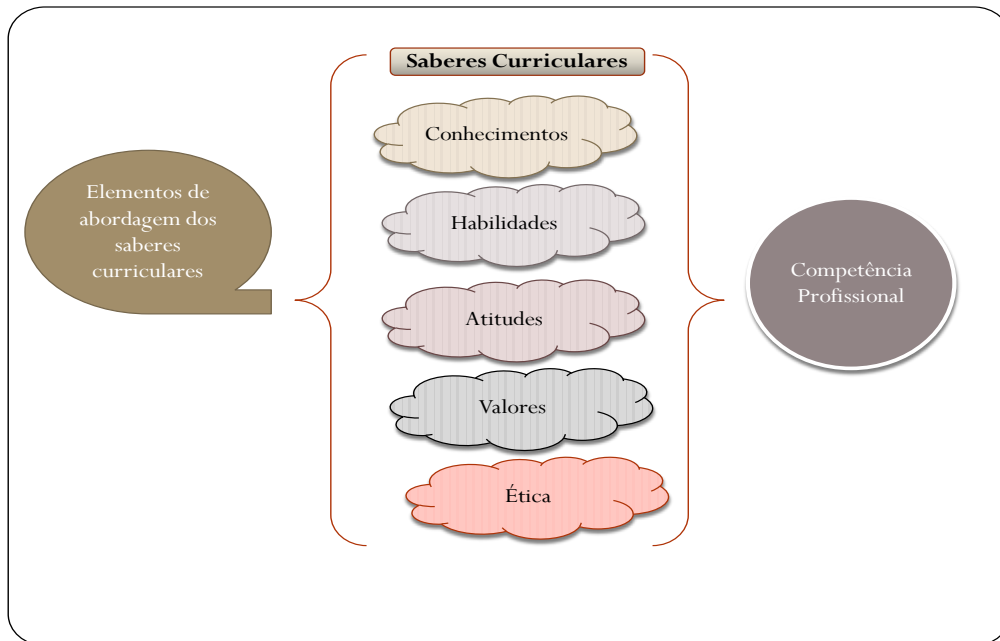 Saberes Curriculares
Elementos de
abordagem dos
saberes
curriculares
Conhecimentos
Habilidades
Atitudes
Valores
Ética
Competência
Profissional